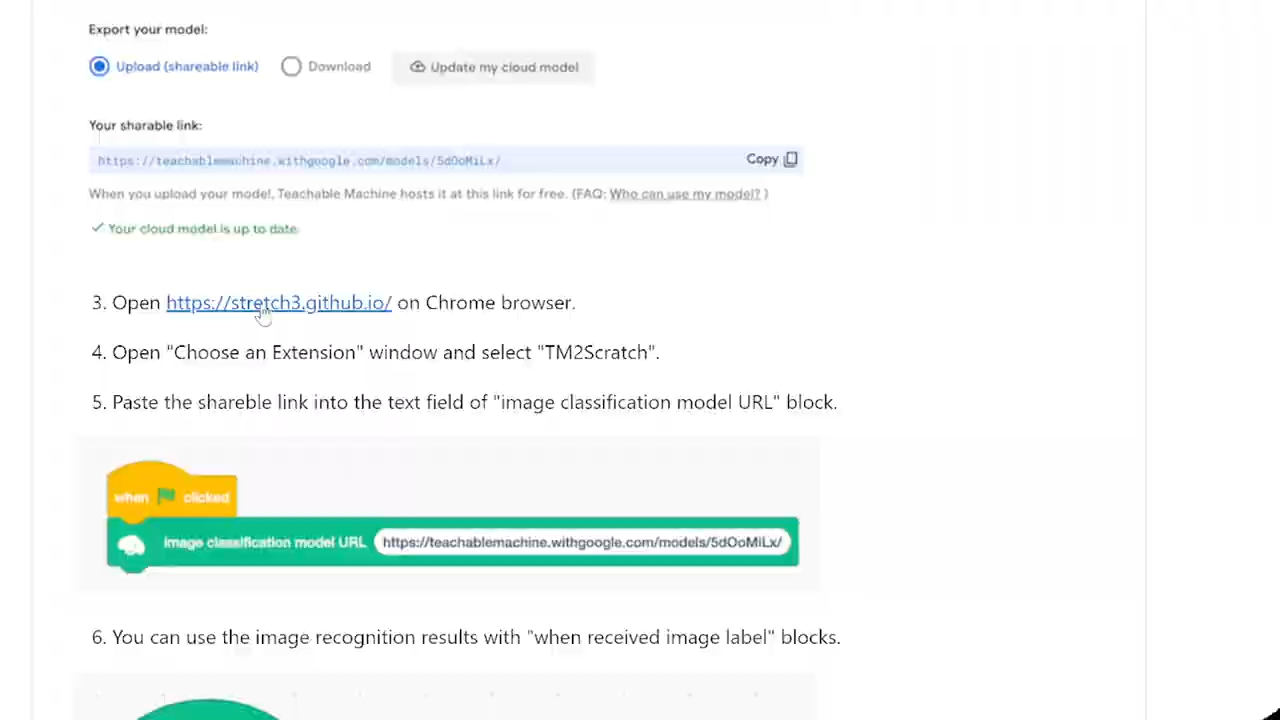 Export your model:
Upload (shareable link) Download Update my cloud model
Your sharable link:
https://teachablemachine.withgoogle.com/models/5dOoMiLx/ Copy
When you upload your model, Teachable Machine hosts it at this link for free. (FAQ: Who can use my model? )
Your cloud model is up to date.
3. Open https://stretch3.github.io/ on Chrome browser.
4. Open "Choose an Extension" window and select "TM2Scratch".
5. Paste the shareble link into the text field of "image classification model URL" block.
when clicked
image classification model URL https://teachablemachine.withgoogle.com/models/5dOoMiLx/
6. You can use the image recognition results with "when received image label" blocks.